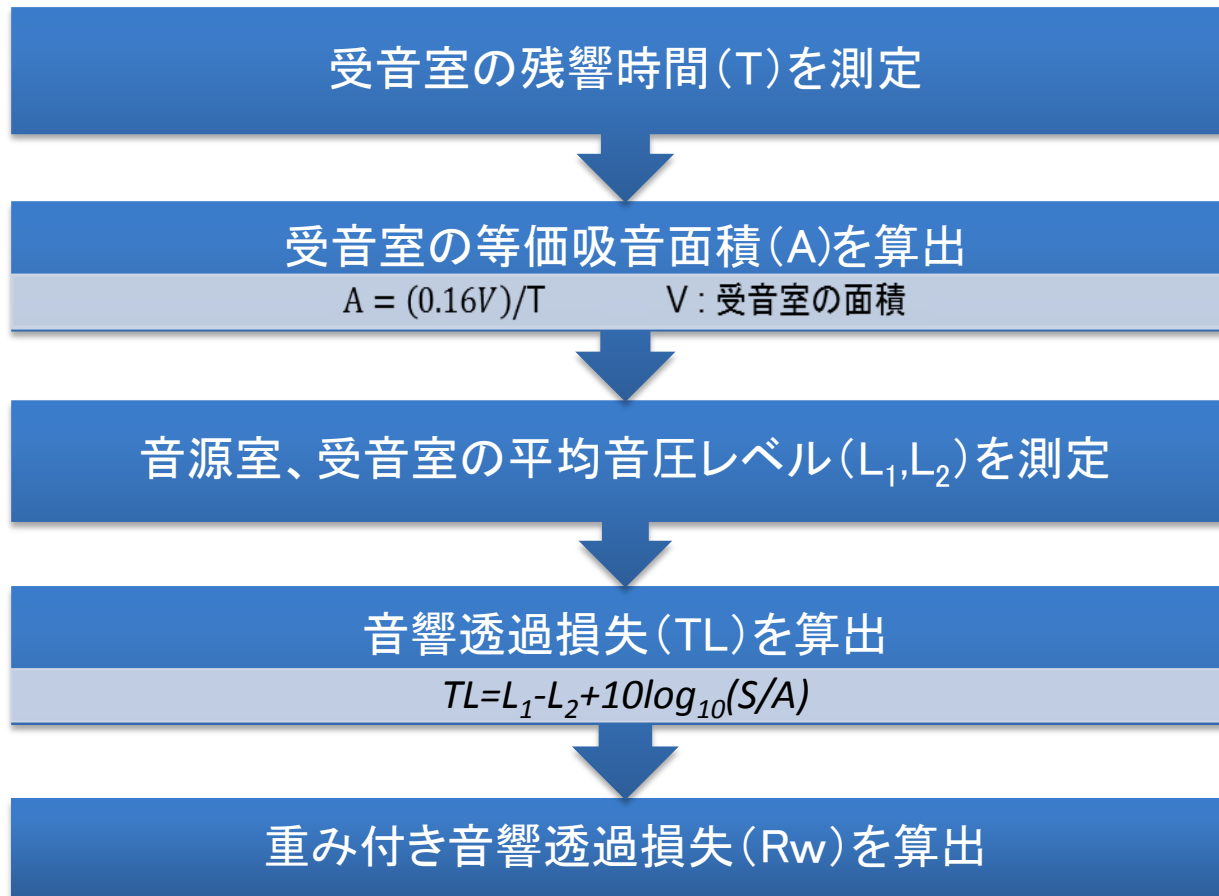 受音室の残響時間(T)を測定
受音室の等価吸音面積(A)を算出
A = (0.16V)/T V : 受音室の面積
音源室、受音室の平均音圧レベル(L₁,L₂)を測定
音響透過損失(TL)を算出
TL=L₁-L₂+10log₁₀(S/A)
重み付き音響透過損失(Rw)を算出